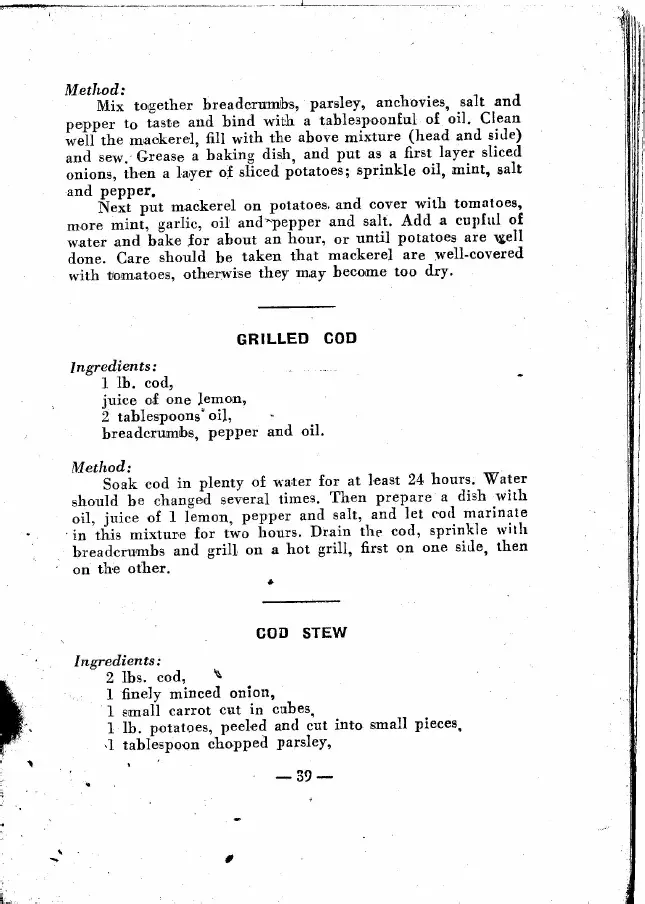 Method:
Mix together breadcrumbs, parsley, anchovies, salt and
pepper to taste and bind with a tablespoonful of oil. Clean
well the mackerel, fill with the above mixture (head and side)
and sew. Grease a baking dish, and put as a first layer sliced
onions, then a layer of sliced potatoes; sprinkle oil, mint, salt
and pepper.
Next put mackerel on potatoes, and cover with tomatoes,
more mint, garlic, oil and pepper and salt. Add a cupful of
water and bake for about an hour, or until potatoes are well
done. Care should be taken that mackerel are well-covered
with tomatoes, otherwise they may become too dry.
GRILLED COD
Ingredients:
1 lb. cod,
juice of one lemon,
2 tablespoons oil,
breadcrumbs, pepper and oil.
Method:
Soak cod in plenty of water for at least 24 hours. Water
should be changed several times. Then prepare a dish with
oil, juice of 1 lemon, pepper and salt, and let cod marinate
in this mixture for two hours. Drain the cod, sprinkle with
breadcrumbs and grill on a hot grill, first on one side, then
on the other.
COD STEW
Ingredients:
2 lbs. cod,
1 finely minced onion,
1 small carrot cut in cubes,
1 lb. potatoes, peeled and cut into small pieces,
1 tablespoon chopped parsley,
— 39 —